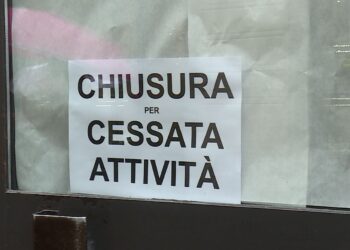 CHIUSURA
PER
CESSATA
ATTIVITÀ